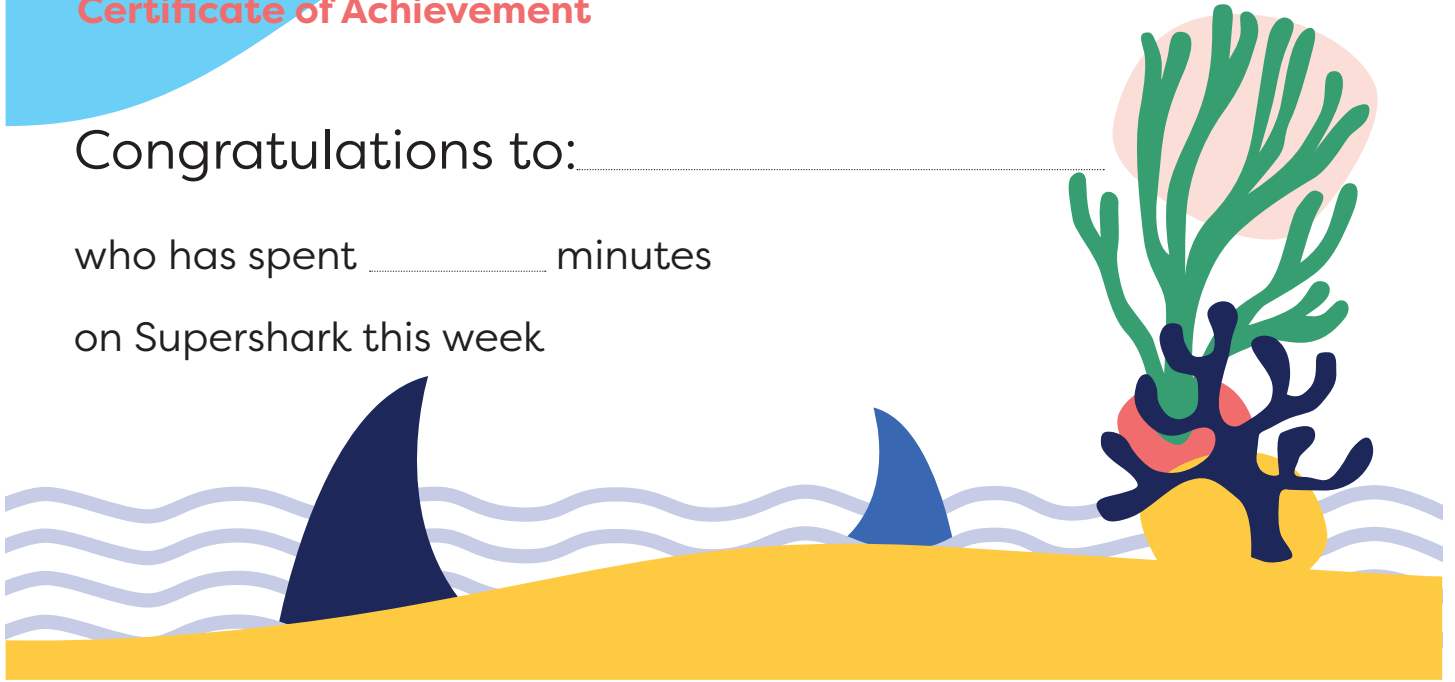 Certificate of Achievement
Congratulations to:
who has spent minutes
on Supershark this week